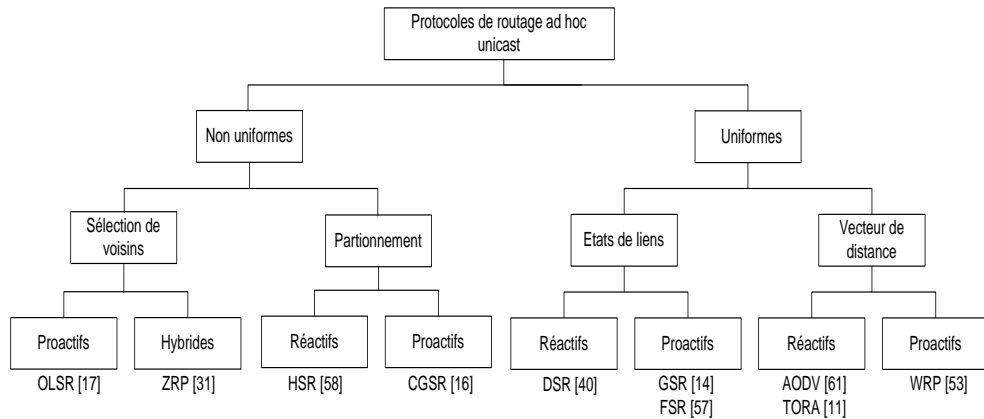 Protocoles de routage ad hoc
unicast
Non uniformes
Uniformes
Sélection de
voisins
Partionnement
Etats de liens
Vecteur de
distance
Proactifs
Hybrides
Réactifs
Proactifs
Réactifs
Proactifs
Réactifs
Proactifs
OLSR [17]
ZRP [31]
HSR [58]
CGSR [16]
DSR [40]
GSR [14]
FSR [57]
AODV [61]
TORA [11]
WRP [53]